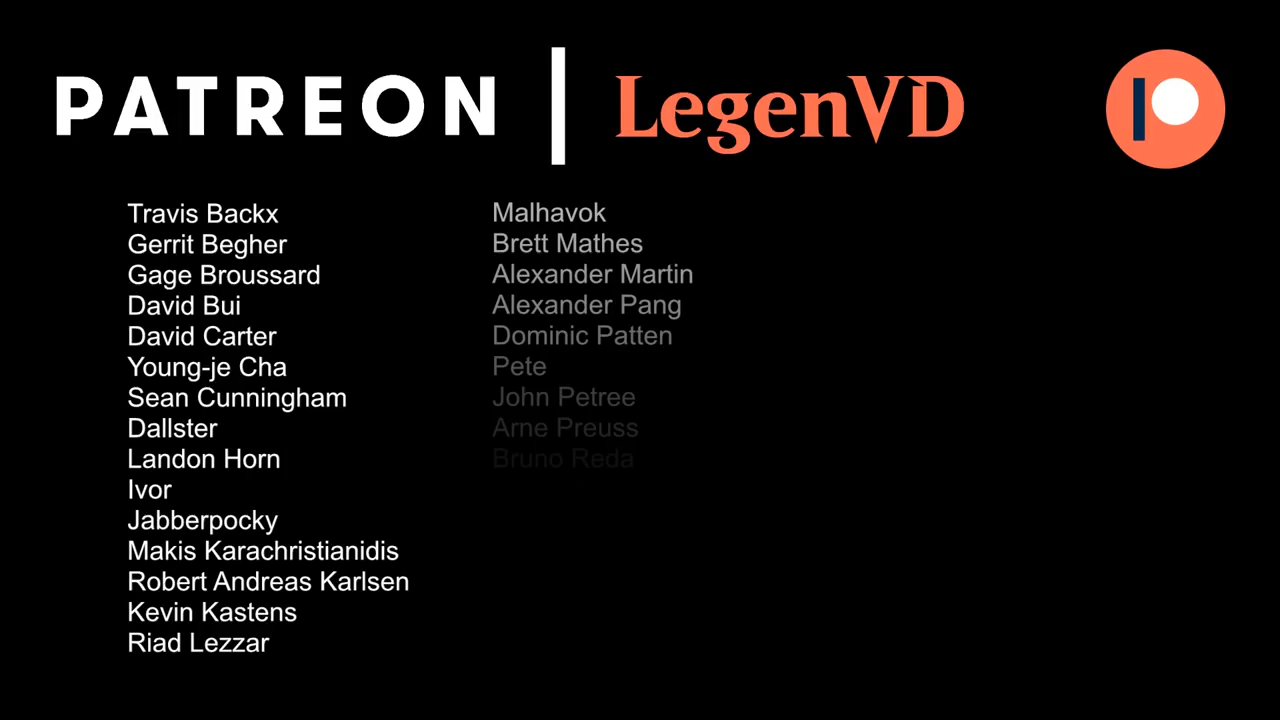 PATREON | LegenVD
Travis Backx
Gerrit Begher
Gage Broussard
David Bui
David Carter
Young-je Cha
Sean Cunningham
Dallster
Landon Horn
Ivor
Jabberpocky
Makis Karachristianidis
Robert Andreas Karlsen
Kevin Kastens
Riad Lezzar
Malhavok
Brett Mathes
Alexander Martin
Alexander Pang
Dominic Patten
Pete
John Petree
Arne Preuss
Bruno Reda